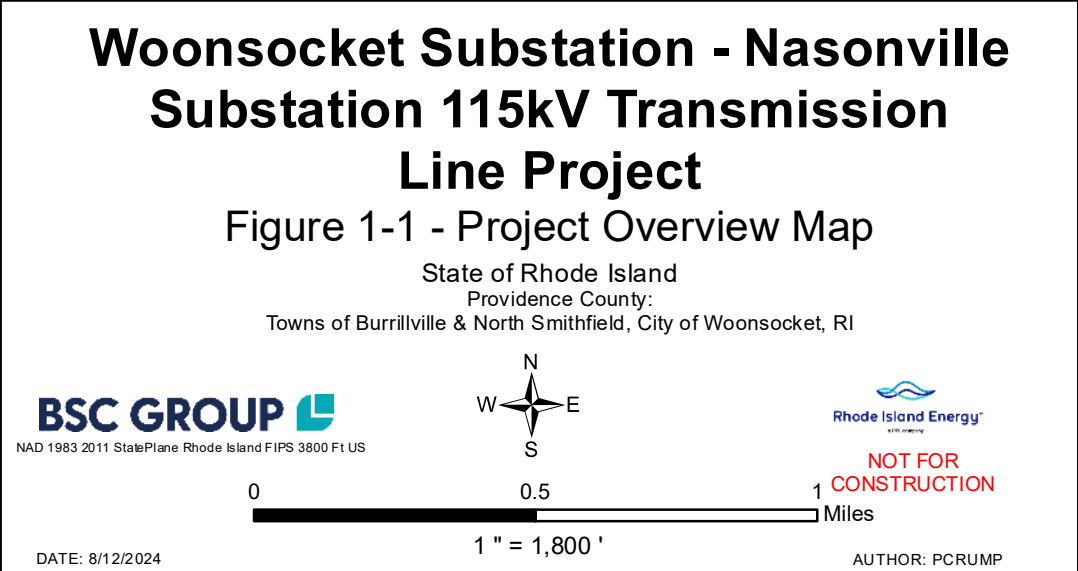 Woonsocket Substation - Nasonville
Substation 115kV Transmission
Line Project
Figure 1-1 - Project Overview Map
State of Rhode Island
Providence County:
Towns of Burrillville & North Smithfield, City of Woonsocket, RI
N
W E
S
BSC GROUP
NAD 1983 2011 StatePlane Rhode Island FIPS 3800 Ft US
Rhode Island Energy™
a PPL company
NOT FOR
CONSTRUCTION
0 0.5 1
Miles
1 " = 1,800 '
DATE: 8/12/2024
AUTHOR: PCRUMP